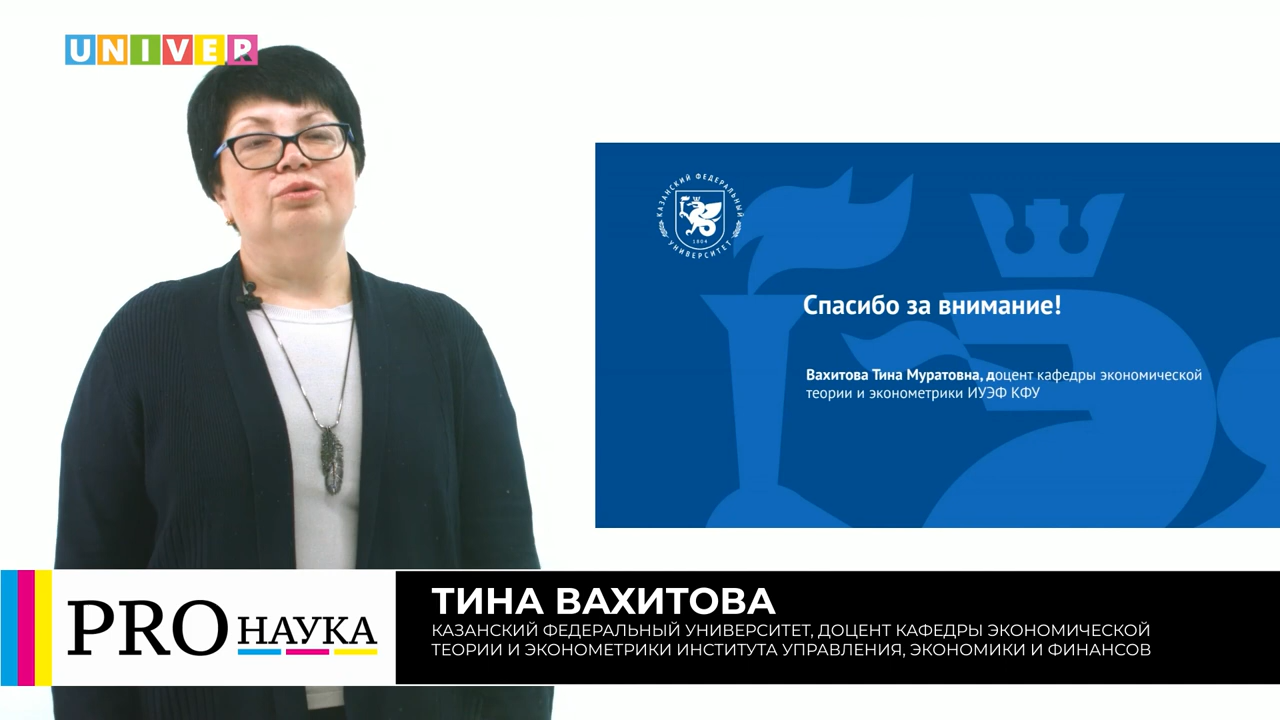 UNIVER
КАЗАНСКИЙ ФЕДЕРАЛЬНЫЙ УНИВЕРСИТЕТ
1804
Спасибо за внимание!
Вахитова Тина Муратовна, доцент кафедры экономической
теории и эконометрики ИУЭФ КФУ
PRO НАУКА
ТИНА ВАХИТОВА
КАЗАНСКИЙ ФЕДЕРАЛЬНЫЙ УНИВЕРСИТЕТ, ДОЦЕНТ КАФЕДРЫ ЭКОНОМИЧЕСКОЙ
ТЕОРИИ И ЭКОНОМЕТРИКИ ИНСТИТУТА УПРАВЛЕНИЯ, ЭКОНОМИКИ И ФИНАНСОВ